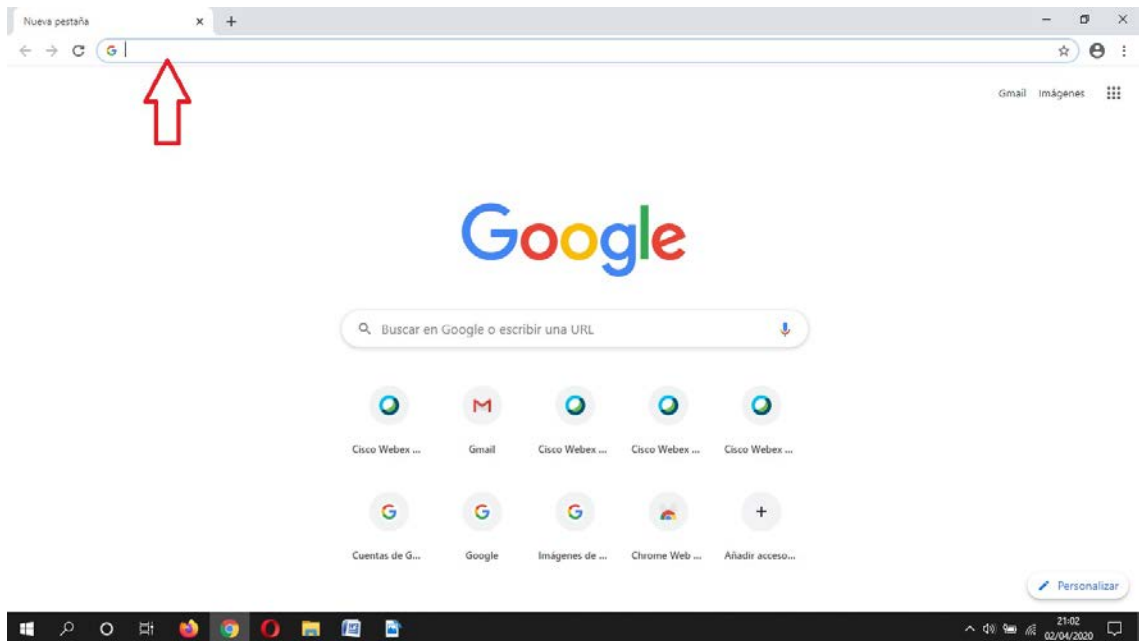 Nueva pestaña
Gmail Imágenes
Google
Buscar en Google o escribir una URL
Cisco Webex ... Gmail Cisco Webex ... Cisco Webex ... Cisco Webex ...
Cuentas de G... Google Imágenes de ... Chrome Web ... Añadir acceso...
Personalizar
21:02
02/04/2020